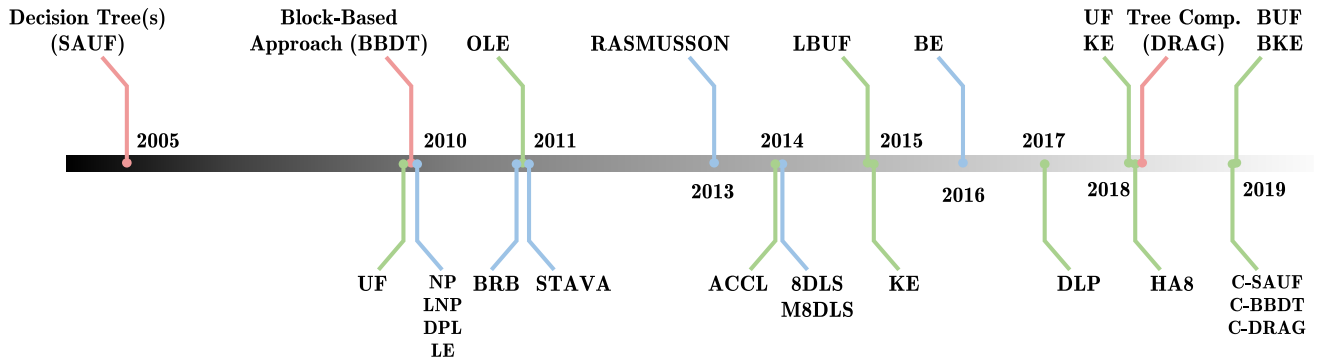 Decision Tree(s)
(SAUF)
Block-Based
Approach (BBDT)
OLE
RASMUSSON
LBUF
BE
UF
KE
Tree Comp.
(DRAG)
BUF
BKE
2005
2010
2011
2013
2014
2015
2016
2017
2018
2019
UF
NP
LNP
DPL
LE
BRB
STAVA
ACCL
8DLS
M8DLS
KE
DLP
HA8
C-SAUF
C-BBDT
C-DRAG